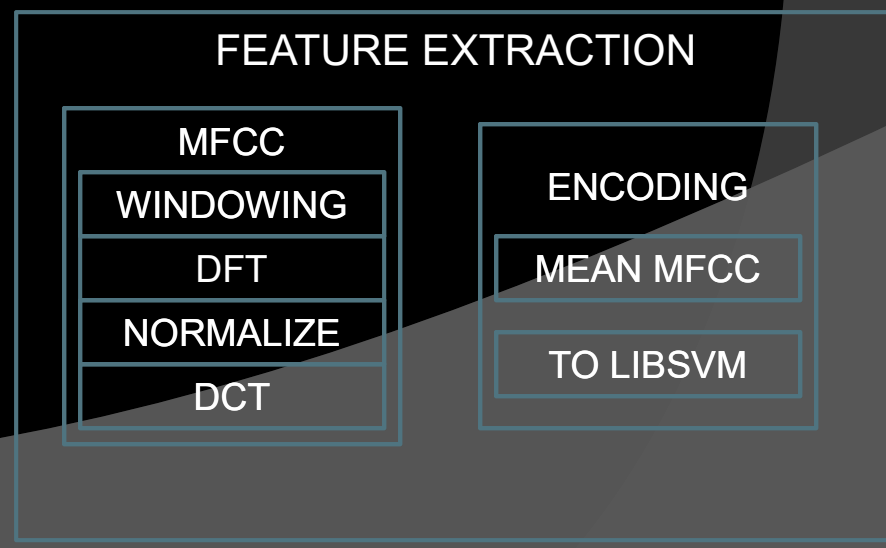 FEATURE EXTRACTION
MFCC
WINDOWING
DFT
NORMALIZE
DCT
ENCODING
MEAN MFCC
TO LIBSVM